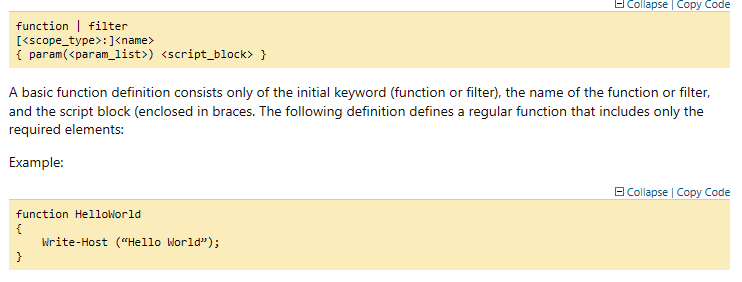 Collapse | Copy Code
function | filter
[<scope_type>:]<name>
{ param(<param_list>) <script_block> }
A basic function definition consists only of the initial keyword (function or filter), the name of the function or filter,
and the script block (enclosed in braces. The following definition defines a regular function that includes only the
required elements:
Example:
Collapse | Copy Code
function HelloWorld
{
    Write-Host (“Hello World”);
}